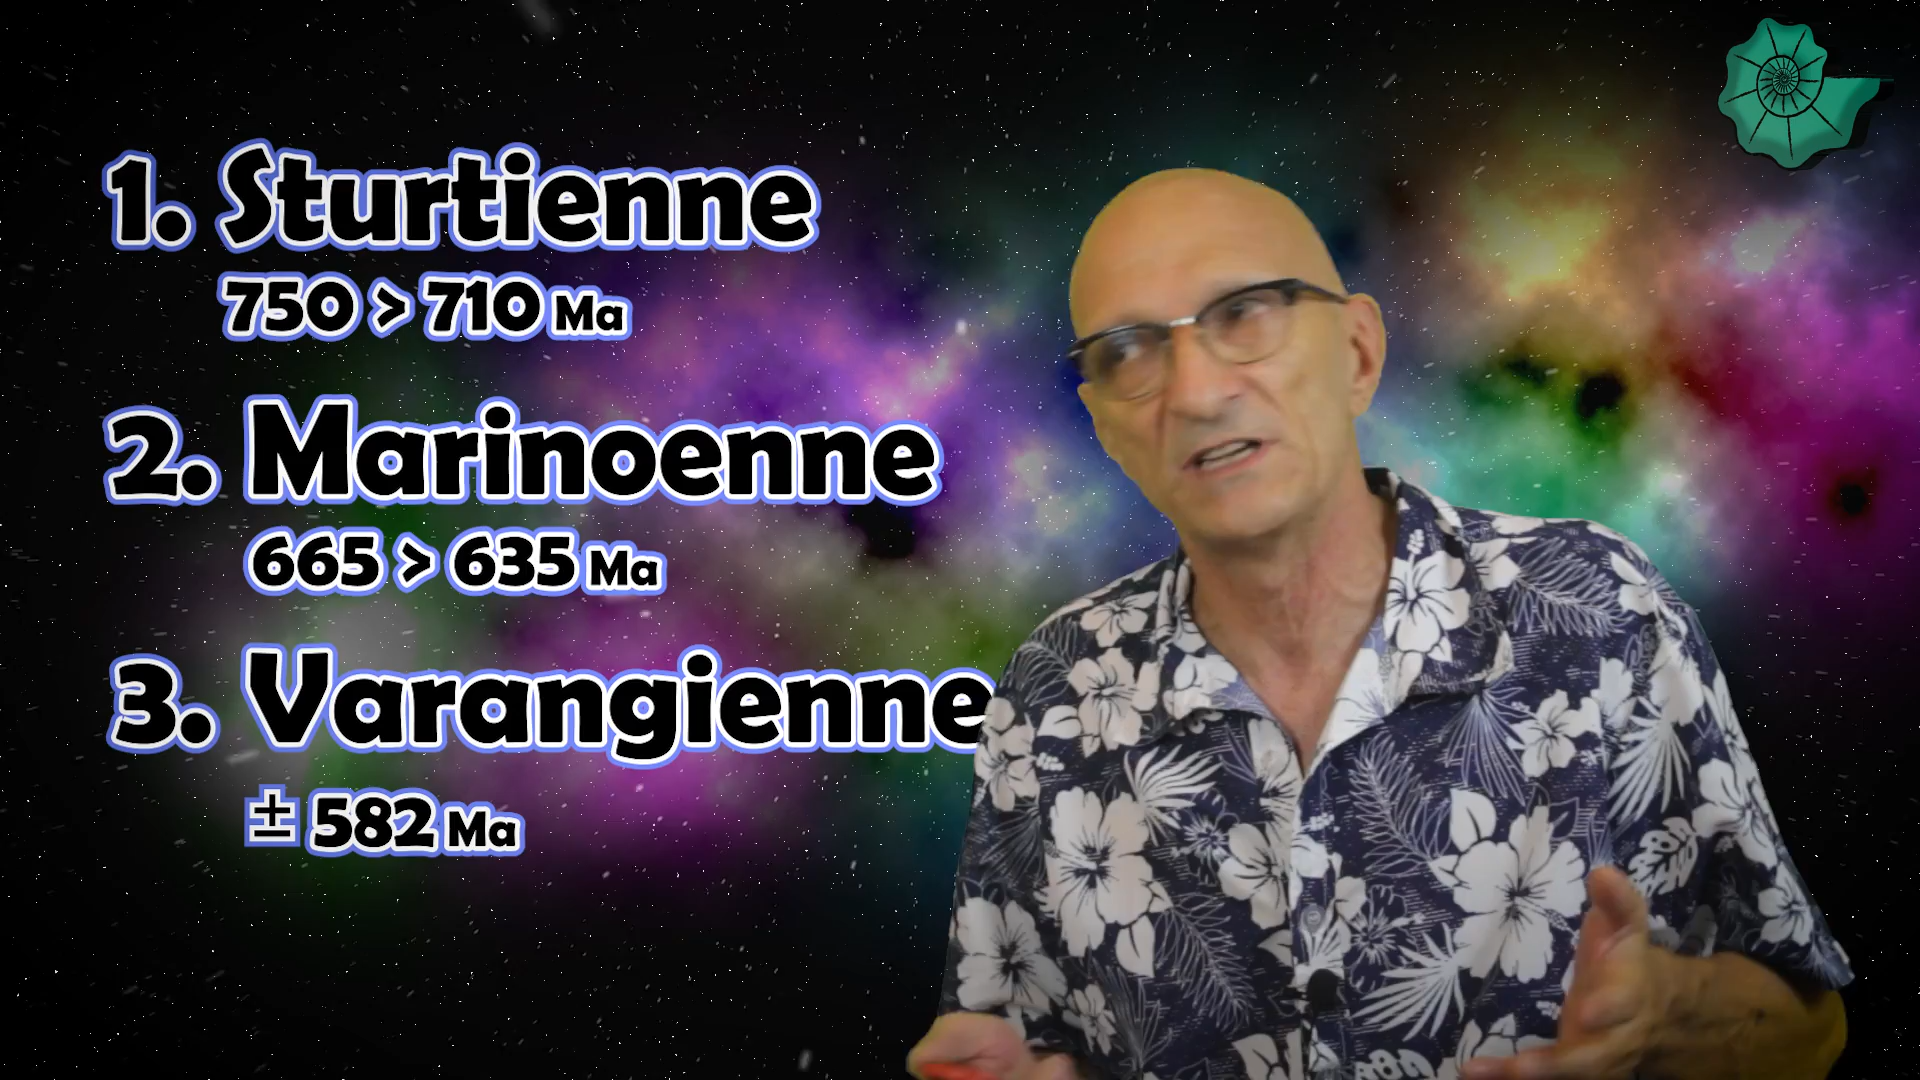 1. Sturtienne
750 > 710 Ma
2. Marinoenne
665 > 635 Ma
3. Varangienne
± 582 Ma